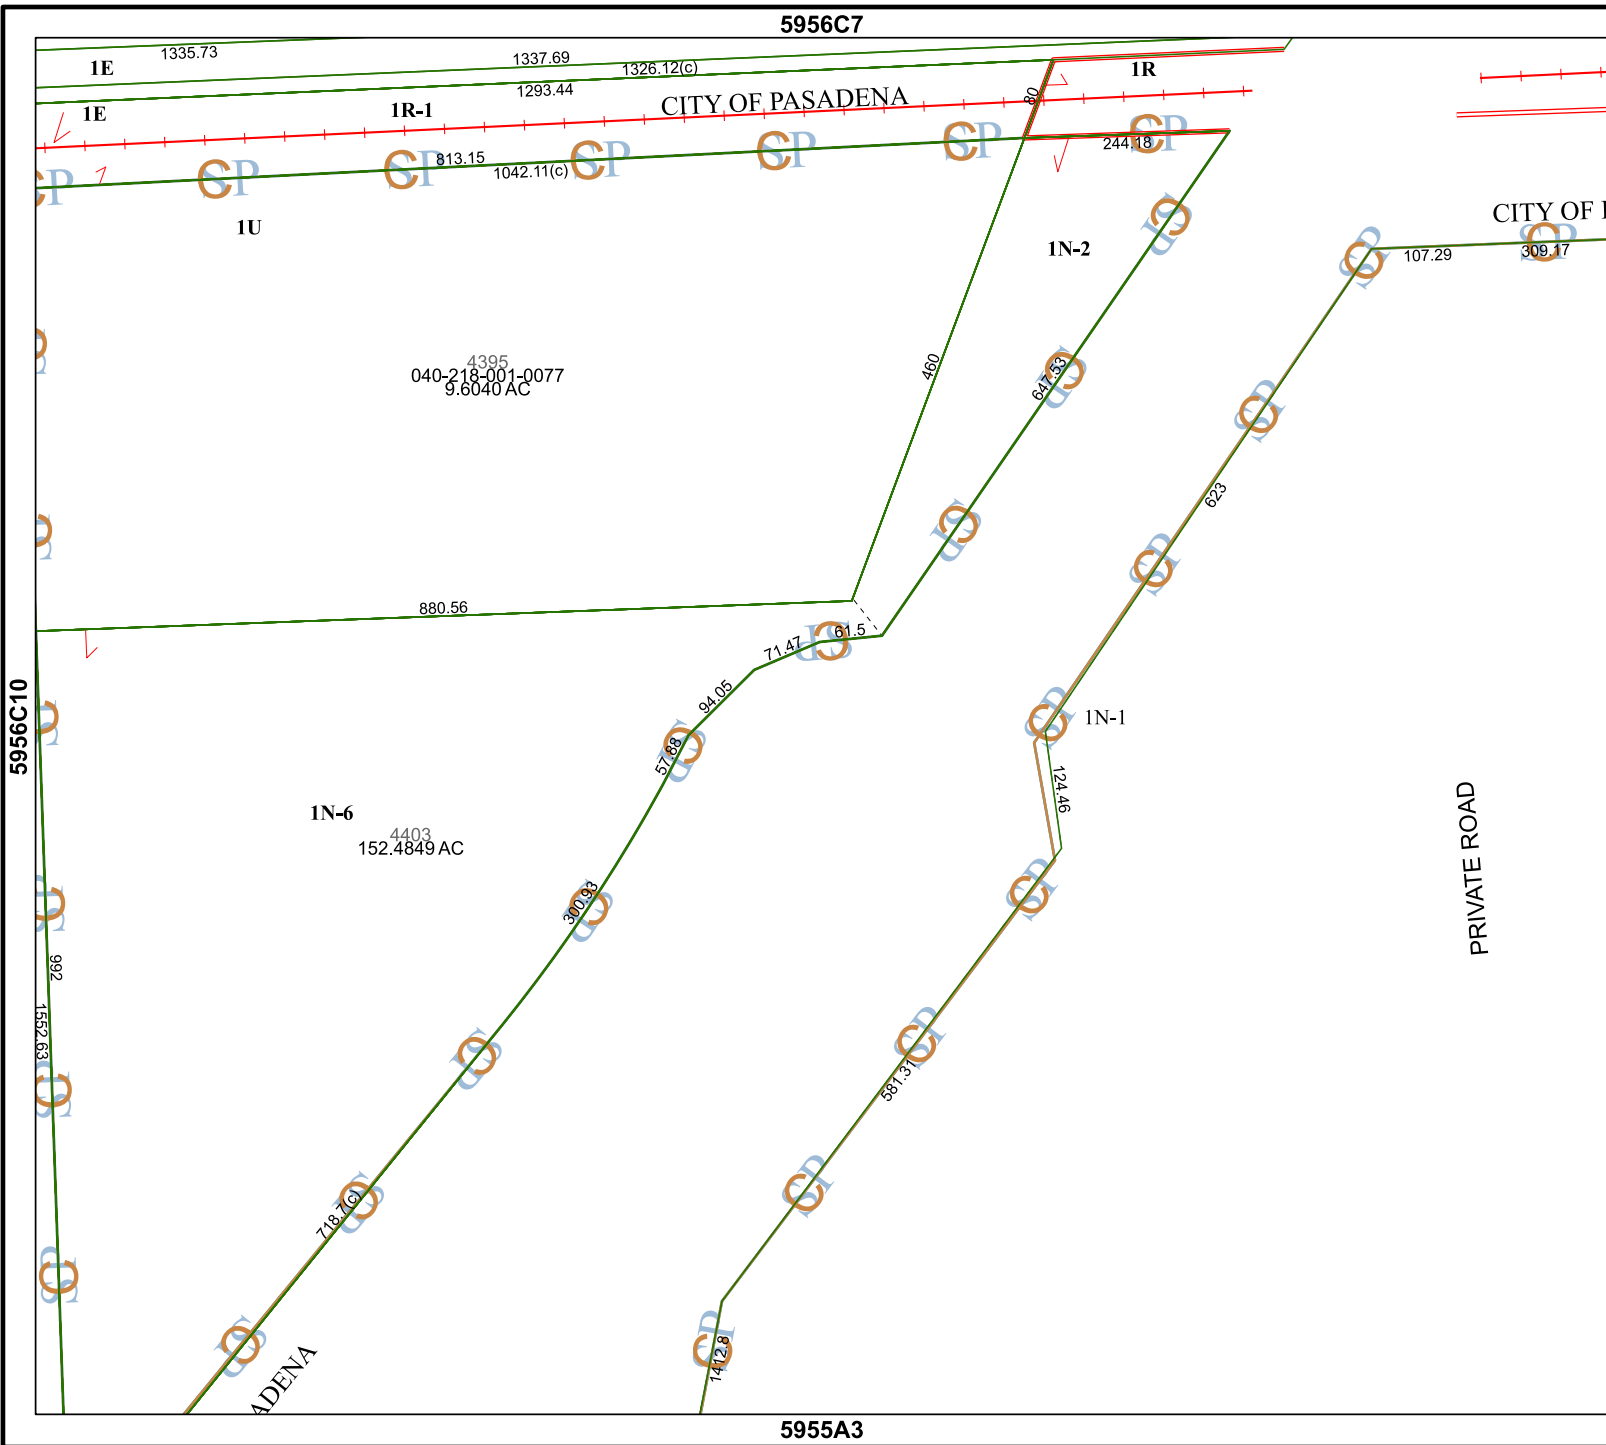 5956C7
1335.73
1E
1337.69
1326.12(c)
1R
1293.44
1E
1R-1
CITY OF PASADENA
80
813.15
1042.11(c)
244.18
SP
1U
1N-2
CITY OF
107.29
309.17
4395
040-218-001-0077
9.6040 AC
460
647.53
623
880.56
61.5
71.47
94.05
57.88
5956C10
1N-1
124.46
1N-6
4403
152.4849 AC
PRIVATE ROAD
300.93
992
1552.63
581.31
718.7(c)
1412.8
ADENA
5955A3